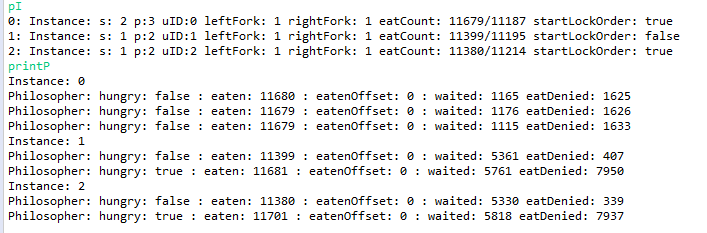 pI
0: Instance: s: 2 p:3 uID:0 leftFork: 1 rightFork: 1 eatCount: 11679/11187 startLockOrder: true
1: Instance: s: 1 p:2 uID:1 leftFork: 1 rightFork: 1 eatCount: 11399/11195 startLockOrder: false
2: Instance: s: 1 p:2 uID:2 leftFork: 1 rightFork: 1 eatCount: 11380/11214 startLockOrder: true
printP
Instance: 0
Philosopher: hungry: false : eaten: 11680 : eatenOffset: 0 : waited: 1165 eatDenied: 1625
Philosopher: hungry: false : eaten: 11679 : eatenOffset: 0 : waited: 1176 eatDenied: 1626
Philosopher: hungry: false : eaten: 11679 : eatenOffset: 0 : waited: 1115 eatDenied: 1633
Instance: 1
Philosopher: hungry: false : eaten: 11399 : eatenOffset: 0 : waited: 5361 eatDenied: 407
Philosopher: hungry: true : eaten: 11681 : eatenOffset: 0 : waited: 5761 eatDenied: 7950
Instance: 2
Philosopher: hungry: false : eaten: 11380 : eatenOffset: 0 : waited: 5330 eatDenied: 339
Philosopher: hungry: true : eaten: 11701 : eatenOffset: 0 : waited: 5818 eatDenied: 7937